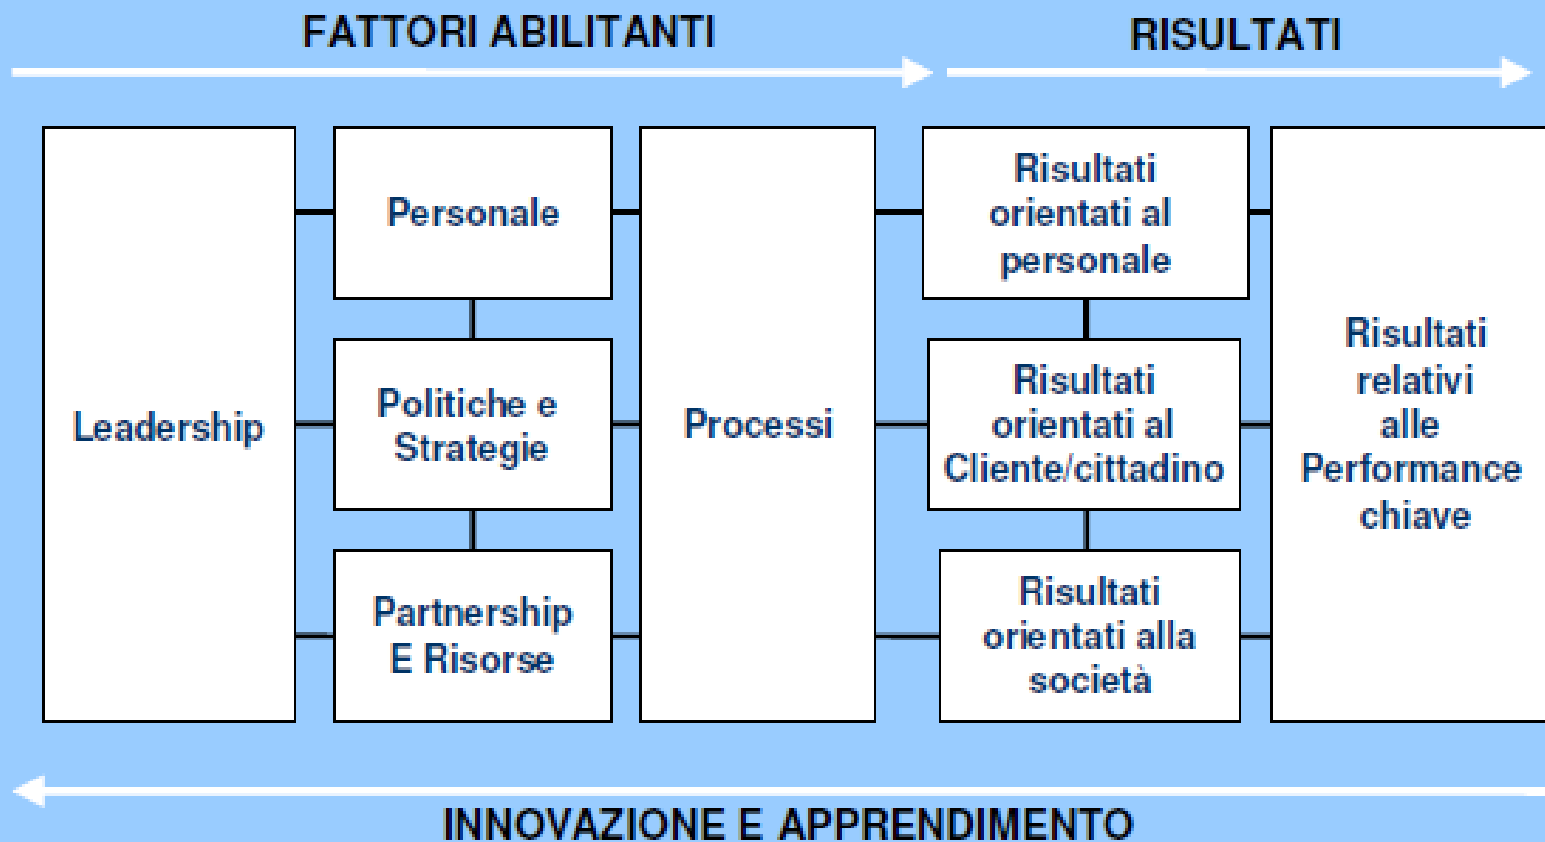 FATTORI ABILITANTI
RISULTATI
Leadership
Personale
Politiche e
Strategie
Partnership
E Risorse
Processi
Risultati
orientati al
personale
Risultati
orientati al
Cliente/cittadino
Risultati
orientati alla
società
Risultati
relativi
alle
Performance
chiave
INNOVAZIONE E APPRENDIMENTO